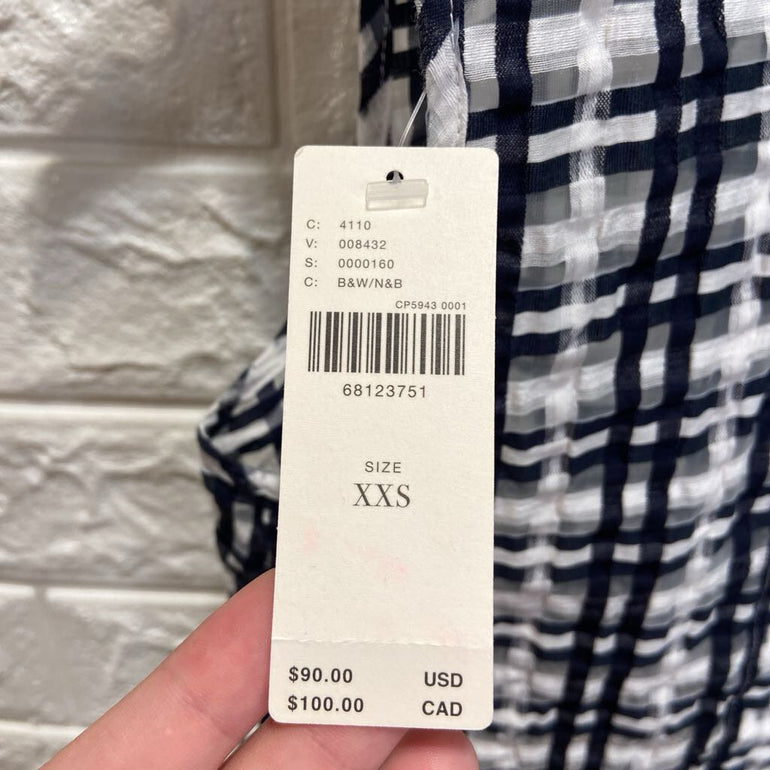 C: 4110
V: 008432
S: 0000160
C: B&W/N&B
CP5943 0001
68123751
SIZE
XXS
$90.00 USD
$100.00 CAD